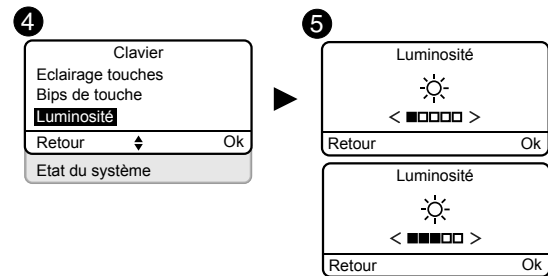 4
Clavier
Eclairage touches
Bips de touche
Luminosité
Retour Ok
Etat du système
5
Luminosité
< >
Retour Ok
Luminosité
< >
Retour Ok